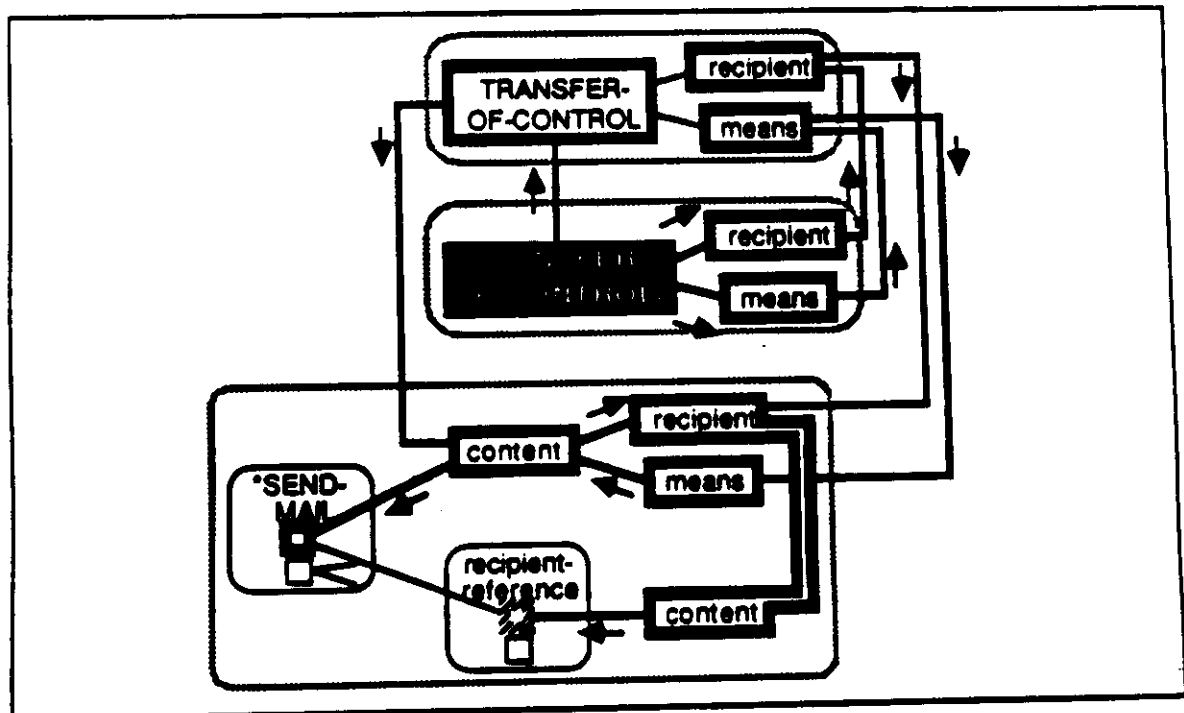 recipient
TRANSFER-
OF-CONTROL
means
recipient
means
recipient
content
means
*SEND-
MAIL
recipient-
reference
content